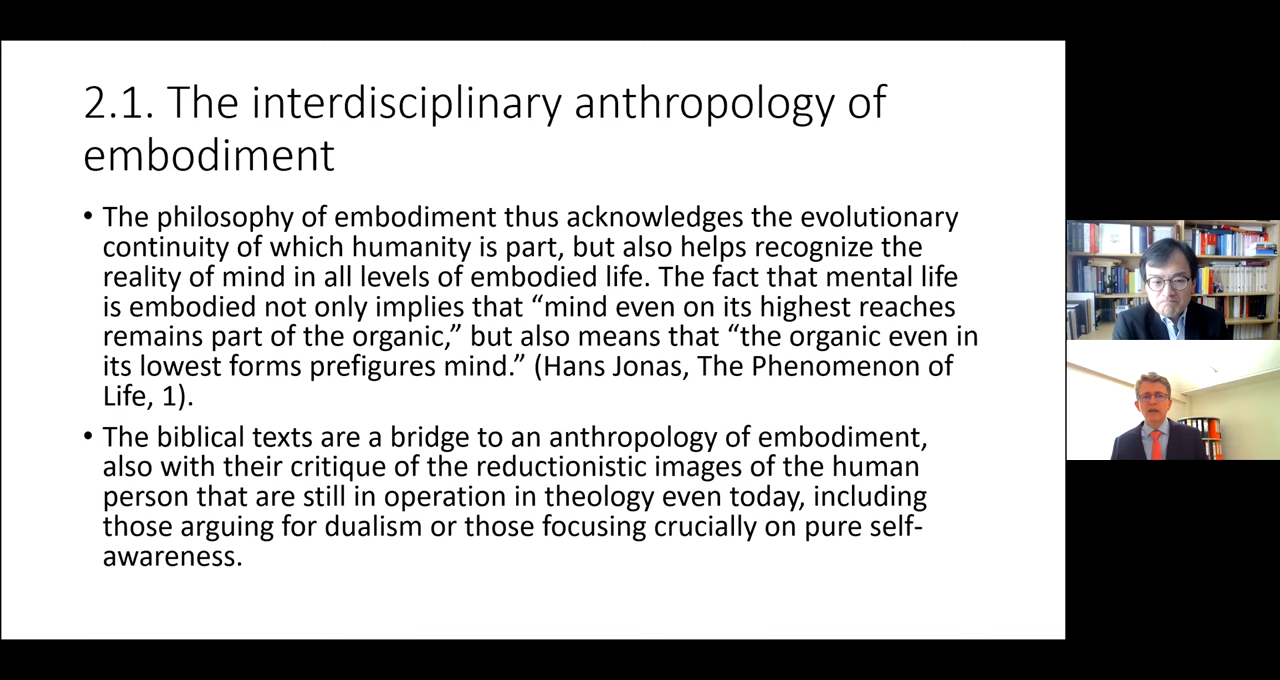 2.1. The interdisciplinary anthropology of
embodiment
• The philosophy of embodiment thus acknowledges the evolutionary
continuity of which humanity is part, but also helps recognize the
reality of mind in all levels of embodied life. The fact that mental life
is embodied not only implies that “mind even on its highest reaches
remains part of the organic,” but also means that “the organic even in
its lowest forms prefigures mind.” (Hans Jonas, The Phenomenon of
Life, 1).
• The biblical texts are a bridge to an anthropology of embodiment,
also with their critique of the reductionistic images of the human
person that are still in operation in theology even today, including
those arguing for dualism or those focusing crucially on pure self-
awareness.